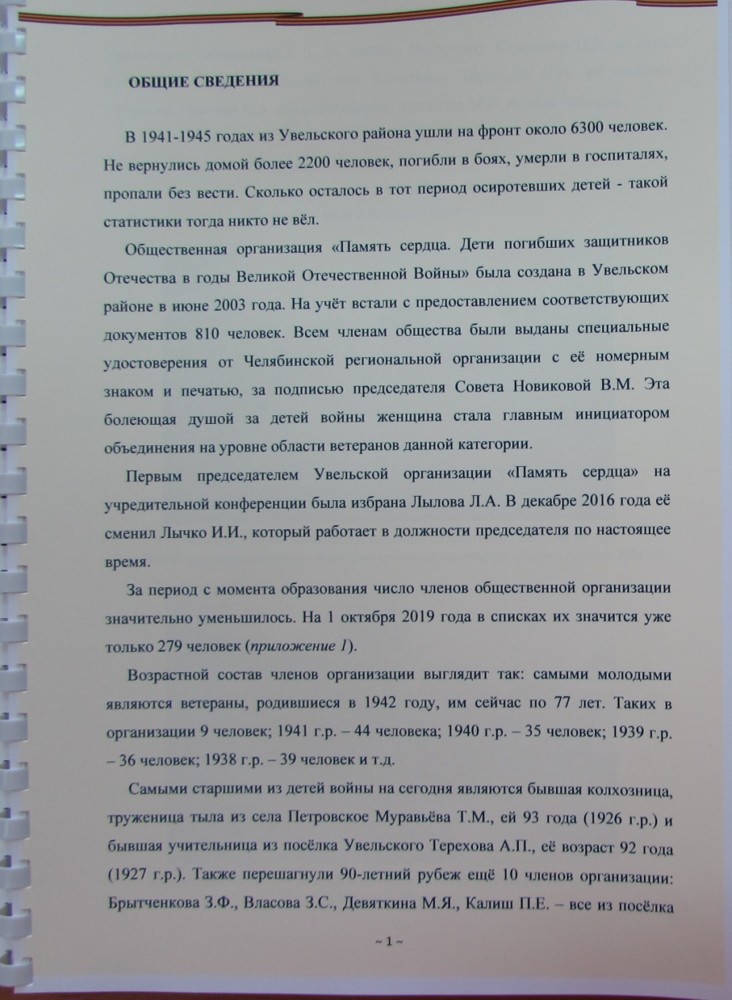 ОБЩИЕ СВЕДЕНИЯ
В 1941-1945 годах из Увельского района ушли на фронт около 6300 человек.
Не вернулись домой более 2200 человек, погибли в боях, умерли в госпиталях,
пропали без вести. Сколько осталось в тот период осиротевших детей - такой
статистики тогда никто не вёл.
Общественная организация «Память сердца. Дети погибших защитников
Отечества в годы Великой Отечественной Войны» была создана в Увельском
районе в июне 2003 года. На учёт встали с предоставлением соответствующих
документов 810 человек. Всем членам общества были выданы специальные
удостоверения от Челябинской региональной организации с её номерным
знаком и печатью, за подписью председателя Совета Новиковой В.М. Эта
болеющая душой за детей войны женщина стала главным инициатором
объединения на уровне области ветеранов данной категории.
Первым председателем Увельской организации «Память сердца» на
учредительной конференции была избрана Лылова Л.А. В декабре 2016 года её
сменил Лычко И.И., который работает в должности председателя по настоящее
время.
За период с момента образования число членов общественной организации
значительно уменьшилось. На 1 октября 2019 года в списках их значится уже
только 279 человек (приложение 1).
Возрастной состав членов организации выглядит так: самыми молодыми
являются ветераны, родившиеся в 1942 году, им сейчас по 77 лет. Таких в
организации 9 человек; 1941 г.р. – 44 человека; 1940 г.р. – 35 человек; 1939 г.р.
– 36 человек; 1938 г.р. – 39 человек и т.д.
Самыми старшими из детей войны на сегодня являются бывшая колхозница,
труженица тыла из села Петровское Муравьёва Т.М., ей 93 года (1926 г.р.) и
бывшая учительница из посёлка Увельского Терехова А.П., её возраст 92 года
(1927 г.р.). Также перешагнули 90-летний рубеж ещё 10 членов организации:
Брытченкова З.Ф., Власова З.С., Девяткина М.Я., Калиш П.Е. – все из посёлка
~ 1 ~